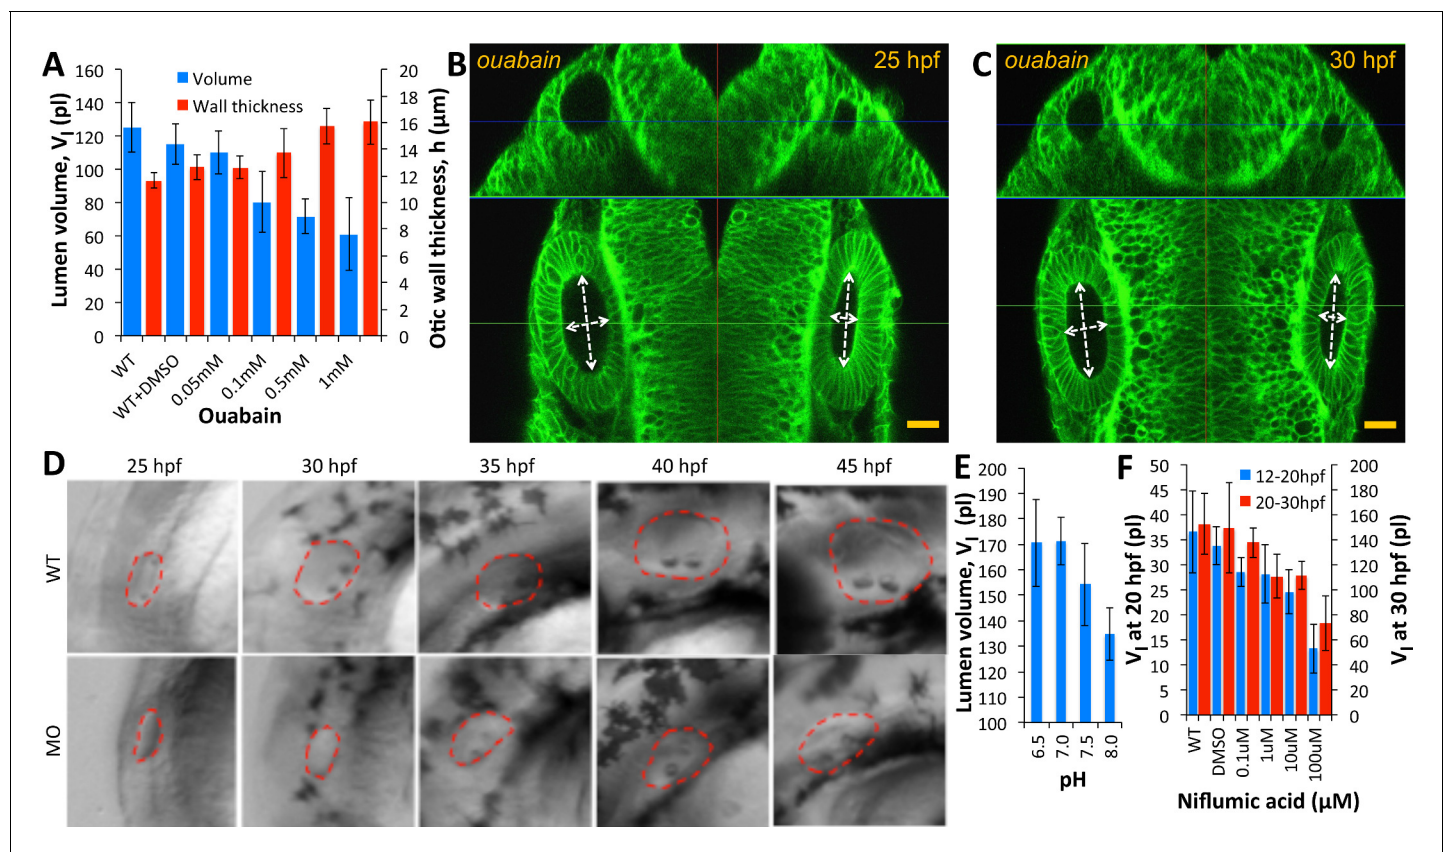 A
160
140
120
100
80
60
40
20
0
Lumen volume, Vl (pl)
Volume
Wall thickness
20
18
16
14
12
10
8
6
4
2
0
Otic wall thickness, h (μm)
WT
WT+DMSO
0.05mM
0.1mM
0.5mM
1mM
Ouabain
B
ouabain
25 hpf
C
ouabain
30 hpf
D
25 hpf
30 hpf
35 hpf
40 hpf
45 hpf
WT
MO
E
200
190
180
170
160
150
140
130
120
110
100
Lumen volume, Vl (pl)
6.5
7.0
7.5
8.0
pH
F
50
45
40
35
30
25
20
15
10
5
0
Vl at 20 hpf (pl)
12-20hpf
20-30hpf
200
180
160
140
120
100
80
60
40
20
0
Vl at 30 hpf (pl)
WT
DMSO
0.1uM
1uM
10uM
100uM
Niflumic acid (μM)